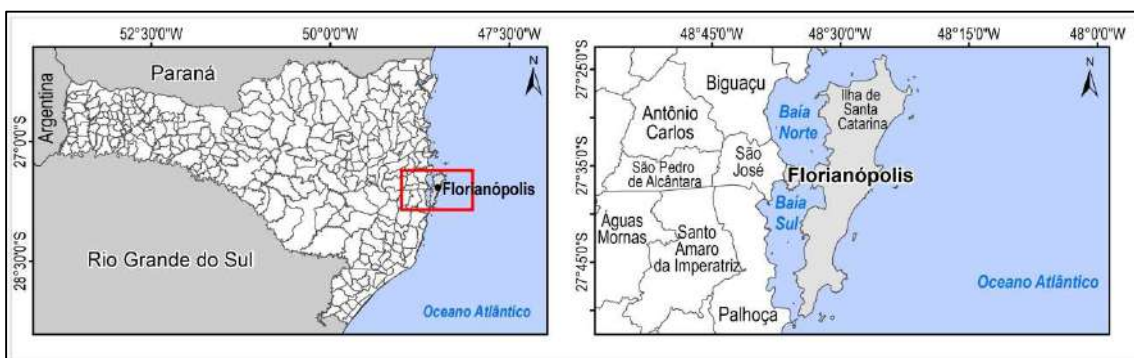 52°30'0"O 50°0'0"O 47°30'0"O
N
Paraná
Argentina
27°0'0"S
Florianópolis
Rio Grande do Sul
28°30'0"S
Oceano Atlântico
48°45'0"O 48°30'0"O 48°15'0"O 48°0'0"O
27°25'0"S
N
Biguaçu
Ilha de
Santa
Catarina
Baía
Norte
Antônio
Carlos
São
José
27°35'0"S
São Pedro
de Alcântara
Florianópolis
Baía
Sul
Águas
Mornas
Santo
Amaro
da Imperatriz
27°45'0"S
Oceano Atlântico
Palhoça